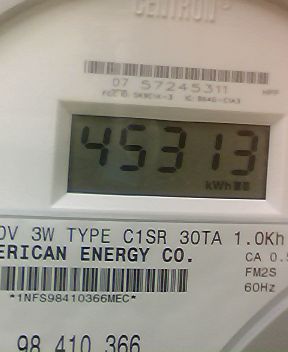 CENTRON®
07 57245311
45313
kWh
0V 3W TYPE C1SR 30TA 1.0Kh
ERICAN ENERGY CO.
CA 0.5
FM2S
60Hz
*1NFS98410366MEC*
98 410 366